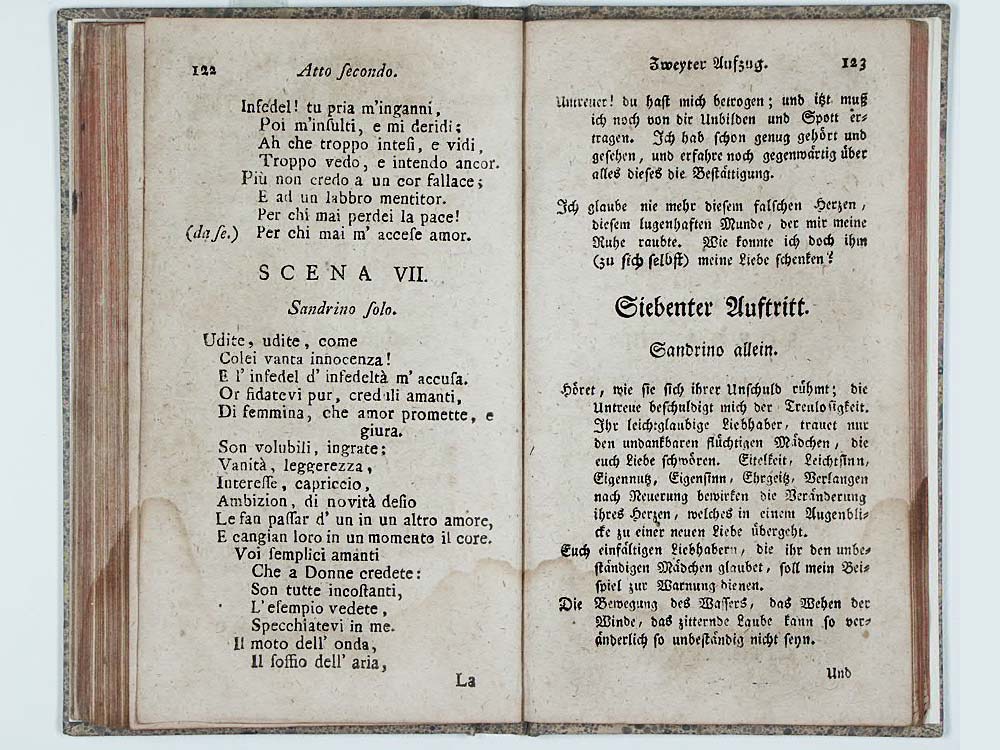 122 Atto ſecondo.
Infedel! tu pria m'inganni,
Poi m'inſulti, e mi deridi;
Ah che troppo inteſi, e vidi,
Troppo vedo, e intendo ancor.
Più non credo a un cor fallace;
E ad un labbro mentitor.
Per chi mai perdei la pace!
(da ſe.) Per chi mai m' acceſe amor.
SCENA VII.
Sandrino ſolo.
Udite, udite, come
Colei vanta innocenza!
E l' infedel d' infedeltà m' accuſa.
Or fidatevi pur, creduli amanti,
Di femmina, che amor promette, e
giura.
Son volubili, ingrate;
Vanità, leggerezza,
Intereſſe, capriccio,
Ambizion, di novità deſio
Le fan paſſar d' un in un altro amore,
E cangian loro in un momento il core.
Voi ſemplici amanti
Che a Donne credete:
Son tutte incoſtanti,
L'eſempio vedete,
Specchiatevi in me.
Il moto dell' onda,
Il ſoffio dell' aria,
La
Zweyter Aufzug. 123
Untreuer! du haſt mich betrogen; und itzt muß
ich noch von dir Unbilden und Spott er-
tragen. Ich hab ſchon genug gehört und
geſehen, und erfahre noch gegenwärtig über
alles dieſes die Beſtättigung.
Ich glaube nie mehr dieſem falſchen Herzen,
dieſem lugenhaften Munde, der mir meine
Ruhe raubte. Wie konnte ich doch ihm
(zu ſich ſelbſt) meine Liebe ſchenken?
Siebenter Auftritt.
Sandrino allein.
Höret, wie ſie ſich ihrer Unſchuld rühmt; die
Untreue beſchuldigt mich der Treuloſigkeit.
Ihr leichtglaubige Liebhaber, trauet nur
den undankbaren flüchtigen Mädchen, die
euch Liebe ſchwören. Eitelkeit, Leichtſinn,
Eigennutz, Eigenſinn, Ehrgeitz, Verlangen
nach Neuerung bewirken die Veränderung
ihres Herzen, welches in einem Augenbli-
cke zu einer neuen Liebe übergeht.
Euch einfältigen Liebhabern, die ihr den unbe-
ſtändigen Mädchen glaubet, ſoll mein Bei-
ſpiel zur Warnung dienen.
Die Bewegung des Waſſers, das Wehen der
Winde, das zitternde Laube kann ſo ver-
änderlich ſo unbeſtändig nicht ſeyn.
Und